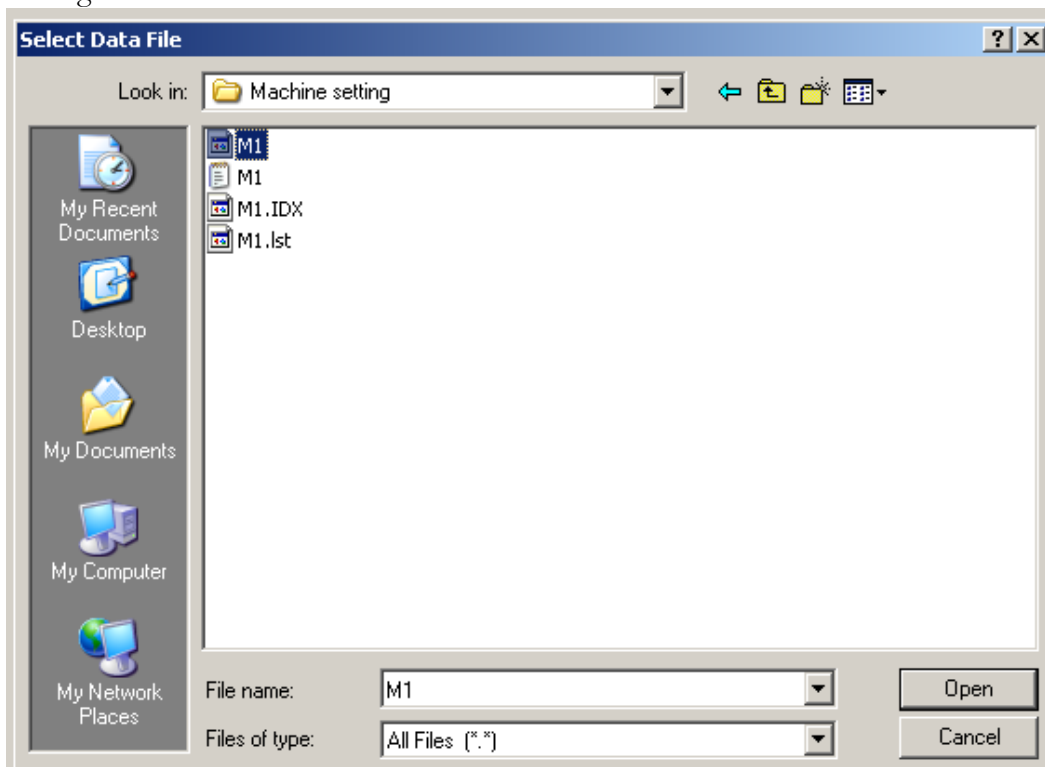 Select Data File
Look in: Machine setting
M1
M1
M1.IDX
M1.lst
My Recent
Documents
Desktop
My Documents
My Computer
My Network
Places
File name: M1 Open
Files of type: All Files (*.*) Cancel